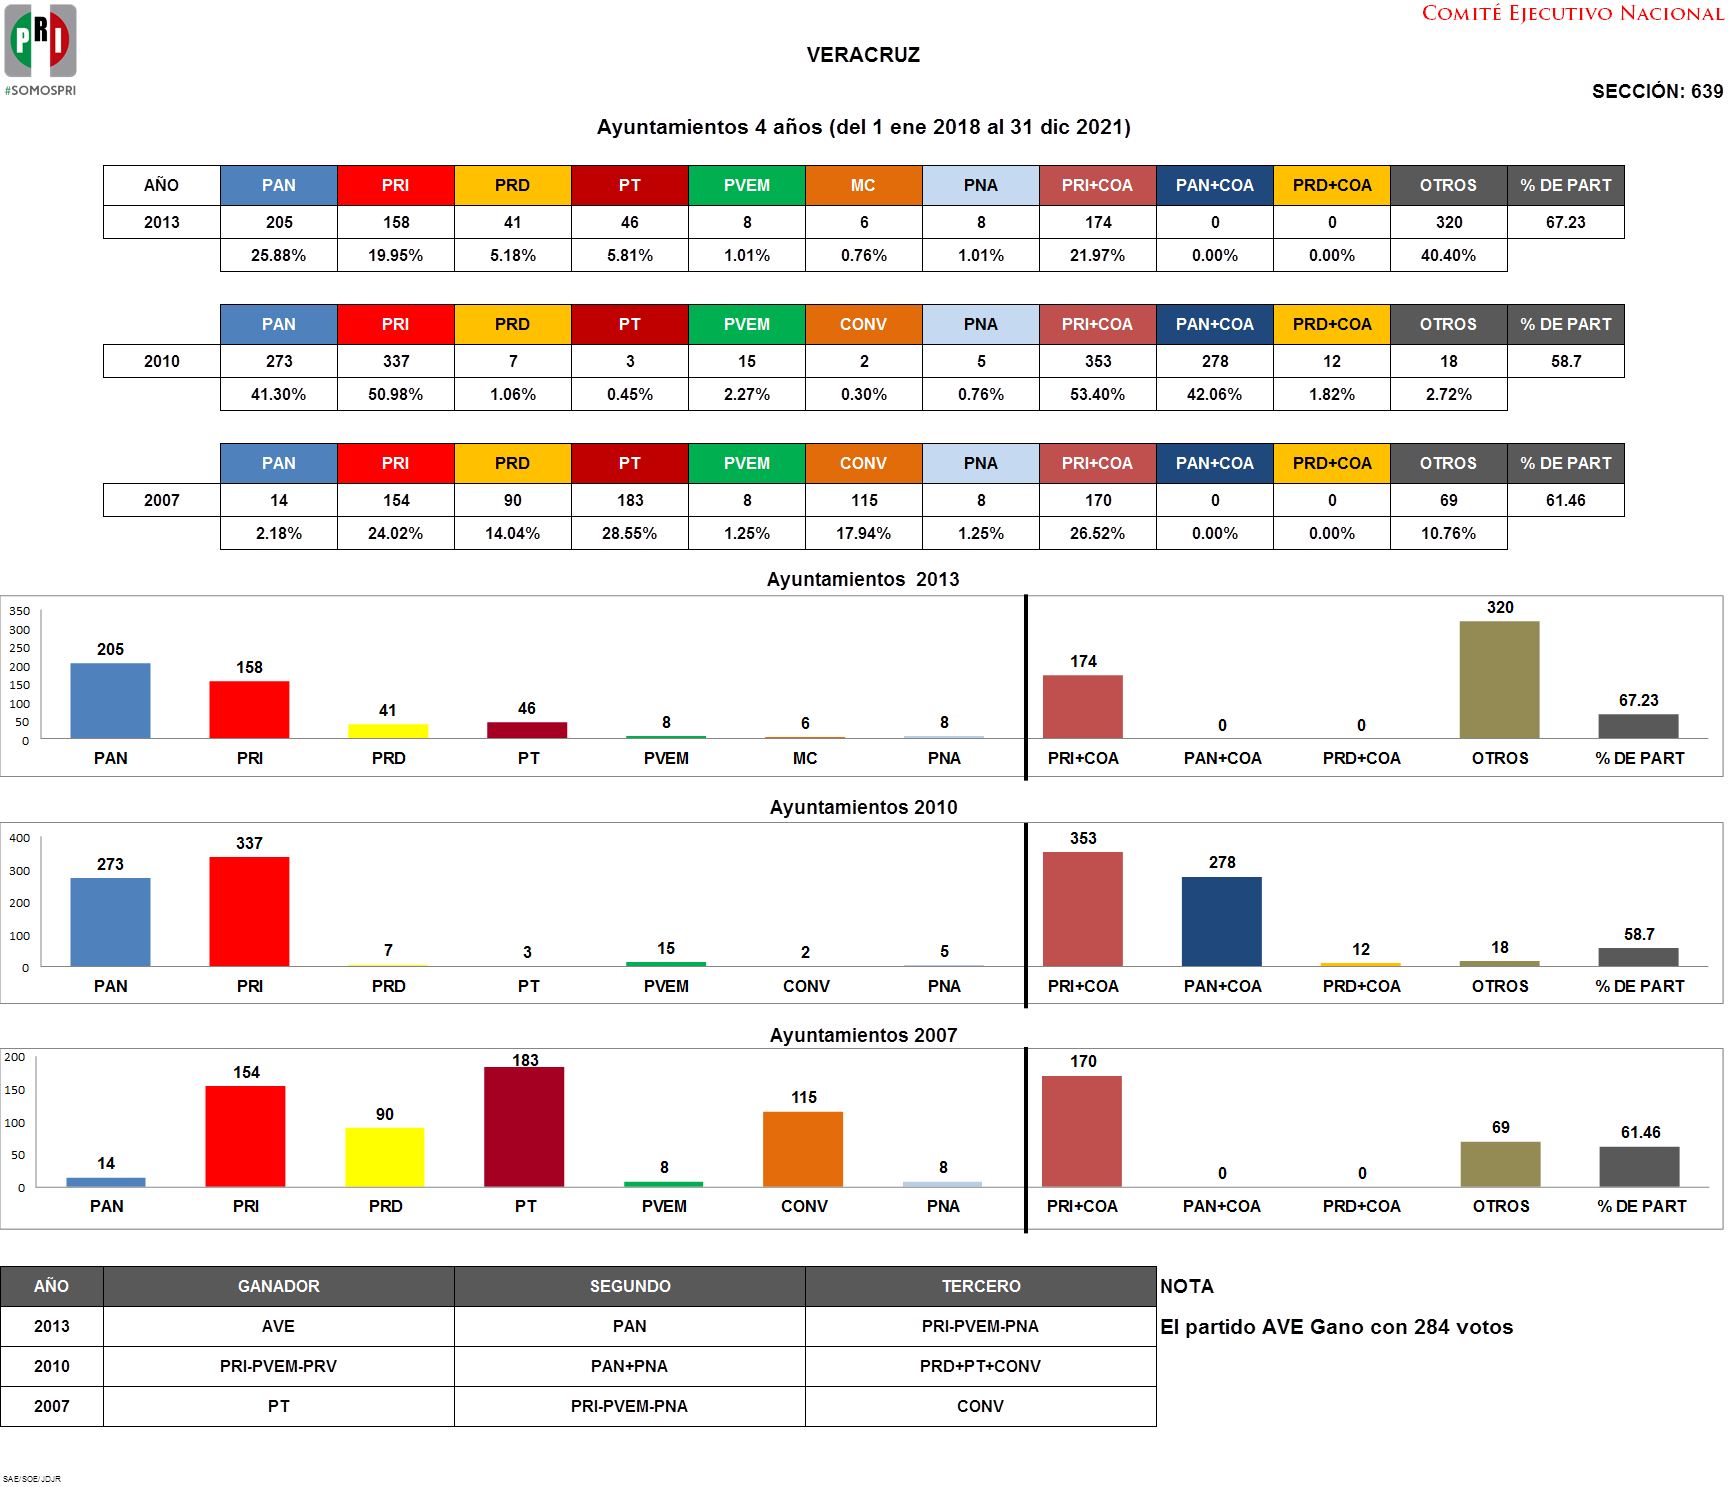 PRI
#SOMOSPRI
COMITÉ EJECUTIVO NACIONAL
VERACRUZ
SECCIÓN: 639
Ayuntamientos 4 años (del 1 ene 2018 al 31 dic 2021)
AÑO PAN PRI PRD PT PVEM MC PNA PRI+COA PAN+COA PRD+COA OTROS % DE PART
2013 205 158 41 46 8 6 8 174 0 0 320 67.23
25.88% 19.95% 5.18% 5.81% 1.01% 0.76% 1.01% 21.97% 0.00% 0.00% 40.40%
PAN PRI PRD PT PVEM CONV PNA PRI+COA PAN+COA PRD+COA OTROS % DE PART
2010 273 337 7 3 15 2 5 353 278 12 18 58.7
41.30% 50.98% 1.06% 0.45% 2.27% 0.30% 0.76% 53.40% 42.06% 1.82% 2.72%
PAN PRI PRD PT PVEM CONV PNA PRI+COA PAN+COA PRD+COA OTROS % DE PART
2007 14 154 90 183 8 115 8 170 0 0 69 61.46
2.18% 24.02% 14.04% 28.55% 1.25% 17.94% 1.25% 26.52% 0.00% 0.00% 10.76%
Ayuntamientos 2013
350
300
250
200
150
100
50
0
205 158 41 46 8 6 8 174 0 0 320 67.23
PAN PRI PRD PT PVEM MC PNA PRI+COA PAN+COA PRD+COA OTROS % DE PART
Ayuntamientos 2010
400
300
200
100
0
273 337 7 3 15 2 5 353 278 12 18 58.7
PAN PRI PRD PT PVEM CONV PNA PRI+COA PAN+COA PRD+COA OTROS % DE PART
Ayuntamientos 2007
200
150
100
50
0
14 154 90 183 8 115 8 170 0 0 69 61.46
PAN PRI PRD PT PVEM CONV PNA PRI+COA PAN+COA PRD+COA OTROS % DE PART
AÑO GANADOR SEGUNDO TERCERO NOTA
2013 AVE PAN PRI-PVEM-PNA El partido AVE Gano con 284 votos
2010 PRI-PVEM-PRV PAN+PNA PRD+PT+CONV
2007 PT PRI-PVEM-PNA CONV
SAE/SOE/JDJR